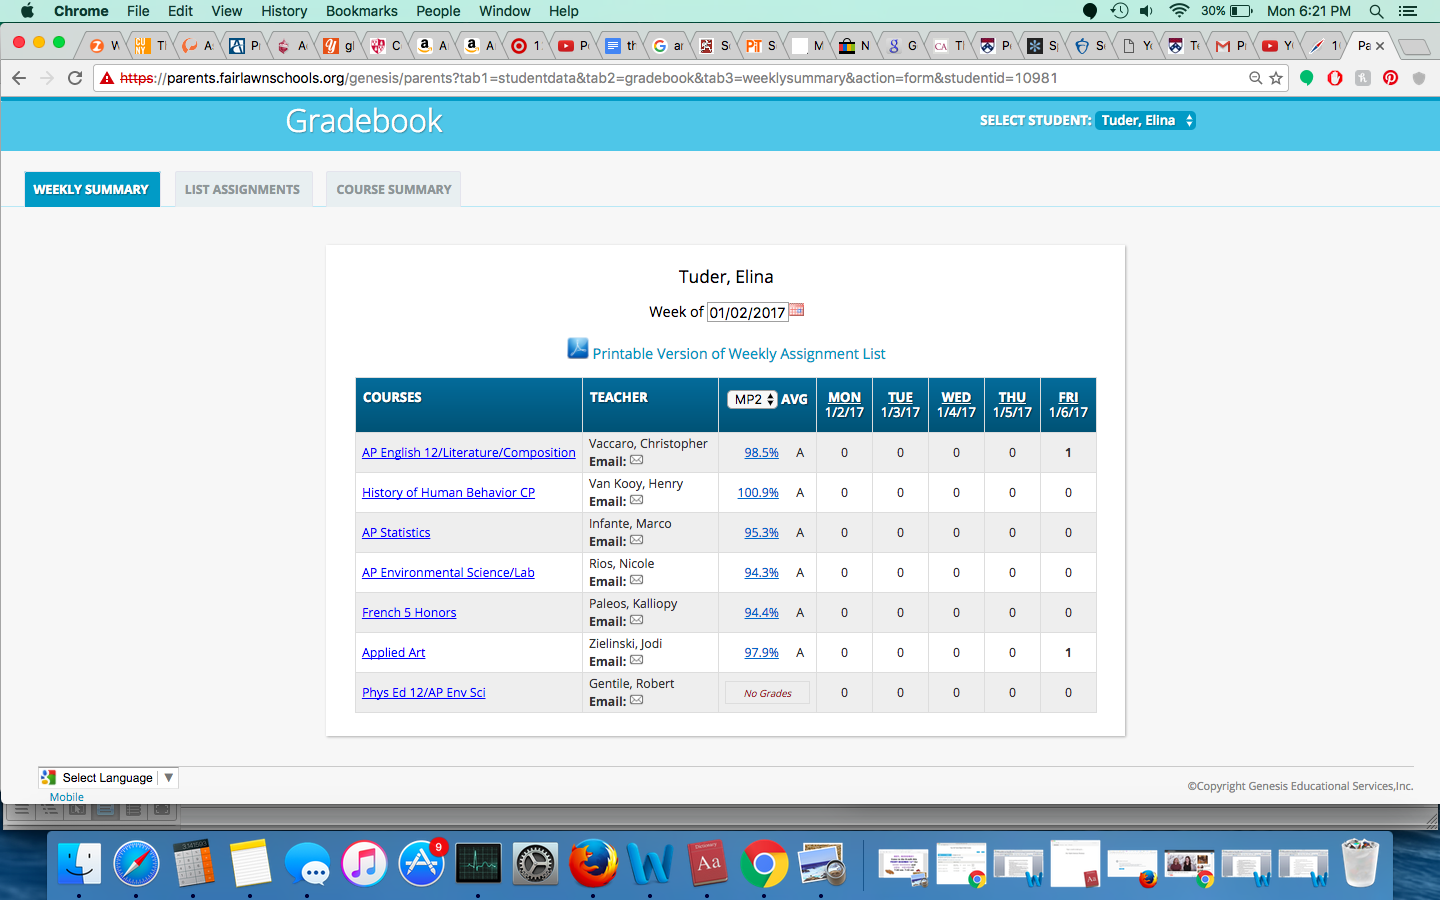 Chrome File Edit View History Bookmarks People Window Help 30% Mon 6:21 PM
https://parents.fairlawnschools.org/genesis/parents?tab1=studentdata&tab2=gradebook&tab3=weeklysummary&action=form&studentid=10981
Gradebook
SELECT STUDENT: Tuder, Elina
WEEKLY SUMMARY LIST ASSIGNMENTS COURSE SUMMARY
Tuder, Elina
Week of 01/02/2017
Printable Version of Weekly Assignment List
COURSES TEACHER MP2 AVG MON TUE WED THU FRI
1/2/17 1/3/17 1/4/17 1/5/17 1/6/17
AP English 12/Literature/Composition Vaccaro, Christopher 98.5% A 0 0 0 0 1
Email:
History of Human Behavior CP Van Kooy, Henry 100.9% A 0 0 0 0 0
Email:
AP Statistics Infante, Marco 95.3% A 0 0 0 0 0
Email:
AP Environmental Science/Lab Rios, Nicole 94.3% A 0 0 0 0 0
Email:
French 5 Honors Paleos, Kalliopy 94.4% A 0 0 0 0 0
Email:
Applied Art Zielinski, Jodi 97.9% A 0 0 0 0 1
Email:
Phys Ed 12/AP Env Sci Gentile, Robert No Grades 0 0 0 0 0
Email:
Select Language
Mobile
©Copyright Genesis Educational Services,Inc.
9